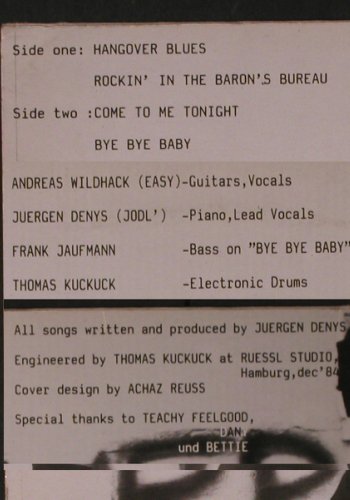 Side one: HANGOVER BLUES
ROCKIN' IN THE BARON'S BUREAU
Side two :COME TO ME TONIGHT
BYE BYE BABY
ANDREAS WILDHACK (EASY)-Guitars,Vocals
JUERGEN DENYS (JODL') -Piano,Lead Vocals
FRANK JAUFMANN -Bass on "BYE BYE BABY"
THOMAS KUCKUCK -Electronic Drums
All songs written and produced by JUERGEN DENYS
Engineered by THOMAS KUCKUCK at RUESSL STUDIO,
Hamburg,dec'84
Cover design by ACHAZ REUSS
Special thanks to TEACHY FEELGOOD,
DAN,
und BETTIE